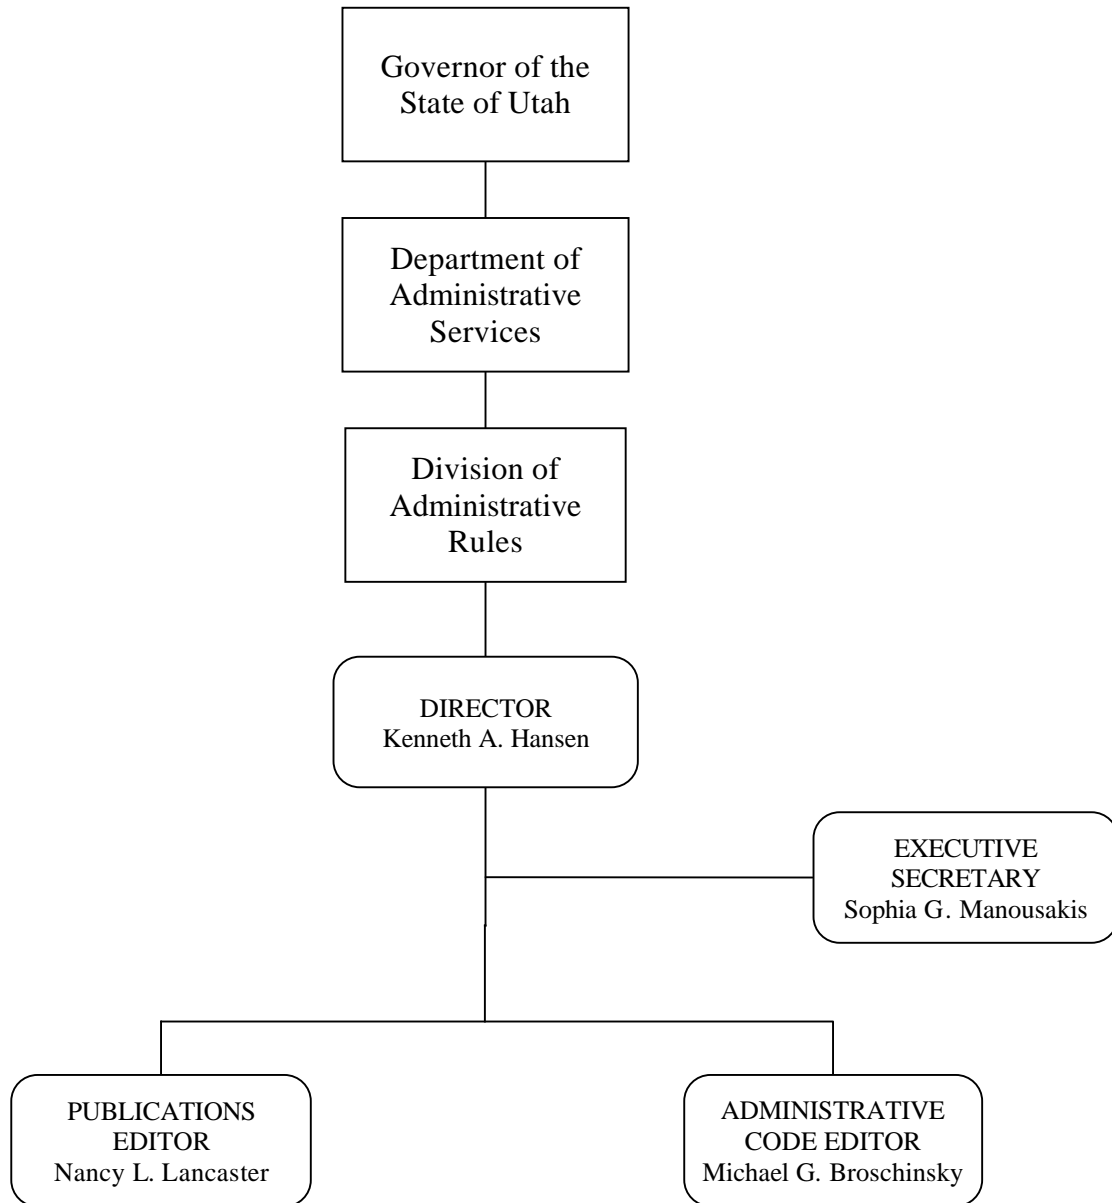 Governor of the
State of Utah
Department of
Administrative
Services
Division of
Administrative
Rules
DIRECTOR
Kenneth A. Hansen
EXECUTIVE
SECRETARY
Sophia G. Manousakis
PUBLICATIONS
EDITOR
Nancy L. Lancaster
ADMINISTRATIVE
CODE EDITOR
Michael G. Broschinsky